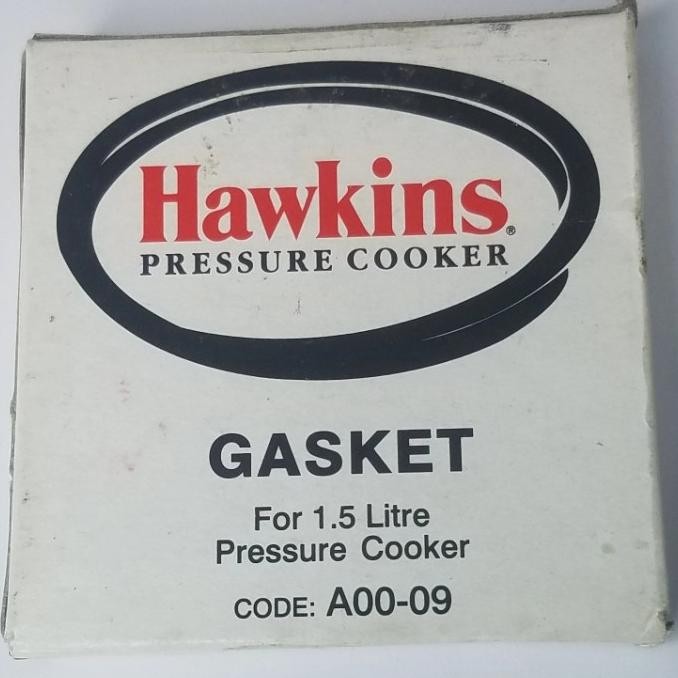 Hawkins®
PRESSURE COOKER
GASKET
For 1.5 Litre
Pressure Cooker
CODE: A00-09